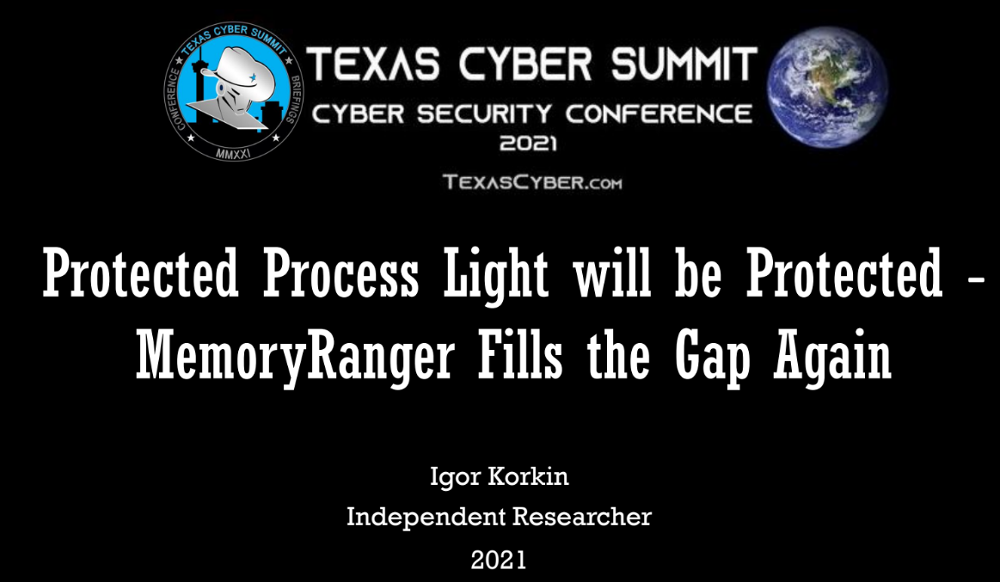 TEXAS CYBER SUMMIT
CONFERENCE
BRIEFINGS
MMXXI
TEXAS CYBER SUMMIT
CYBER SECURITY CONFERENCE
2021
TEXASCYBER.COM
Protected Process Light will be Protected –
MemoryRanger Fills the Gap Again
Igor Korkin
Independent Researcher
2021